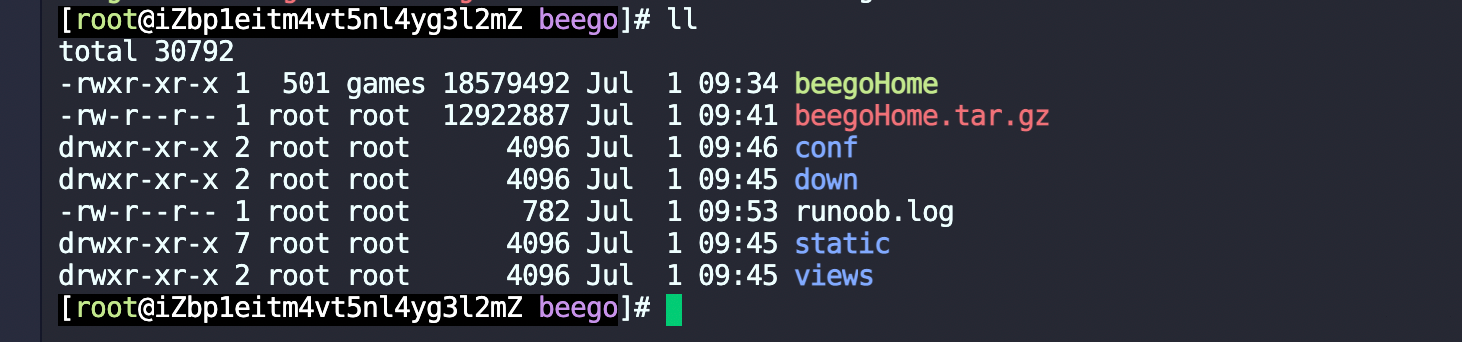 [root@iZbp1eitm4vt5nl4yg3l2mZ beego]# ll
total 30792
-rwxr-xr-x 1  501 games 18579492 Jul  1 09:34 beegoHome
-rw-r--r-- 1 root root  12922887 Jul  1 09:41 beegoHome.tar.gz
drwxr-xr-x 2 root root      4096 Jul  1 09:46 conf
drwxr-xr-x 2 root root      4096 Jul  1 09:45 down
-rw-r--r-- 1 root root       782 Jul  1 09:53 runoob.log
drwxr-xr-x 7 root root      4096 Jul  1 09:45 static
drwxr-xr-x 2 root root      4096 Jul  1 09:45 views
[root@iZbp1eitm4vt5nl4yg3l2mZ beego]#